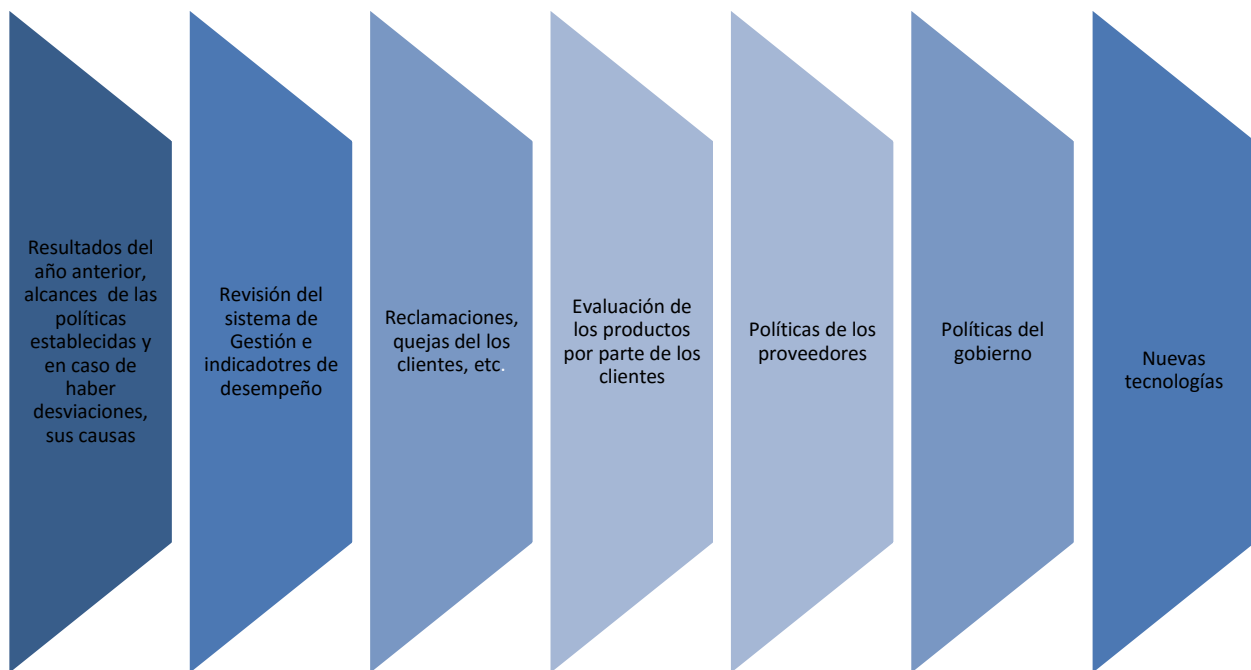 Resultados del
año anterior,
alcances  de las
políticas
establecidas y
en caso de
haber
desviaciones,
sus causas
Revisión del
sistema de
Gestión e
indicadotres de
desempeño
Reclamaciones,
quejas del los
clientes, etc.
Evaluación de
los productos
por parte de los
clientes
Políticas de los
proveedores
Políticas del
gobierno
Nuevas
tecnologías